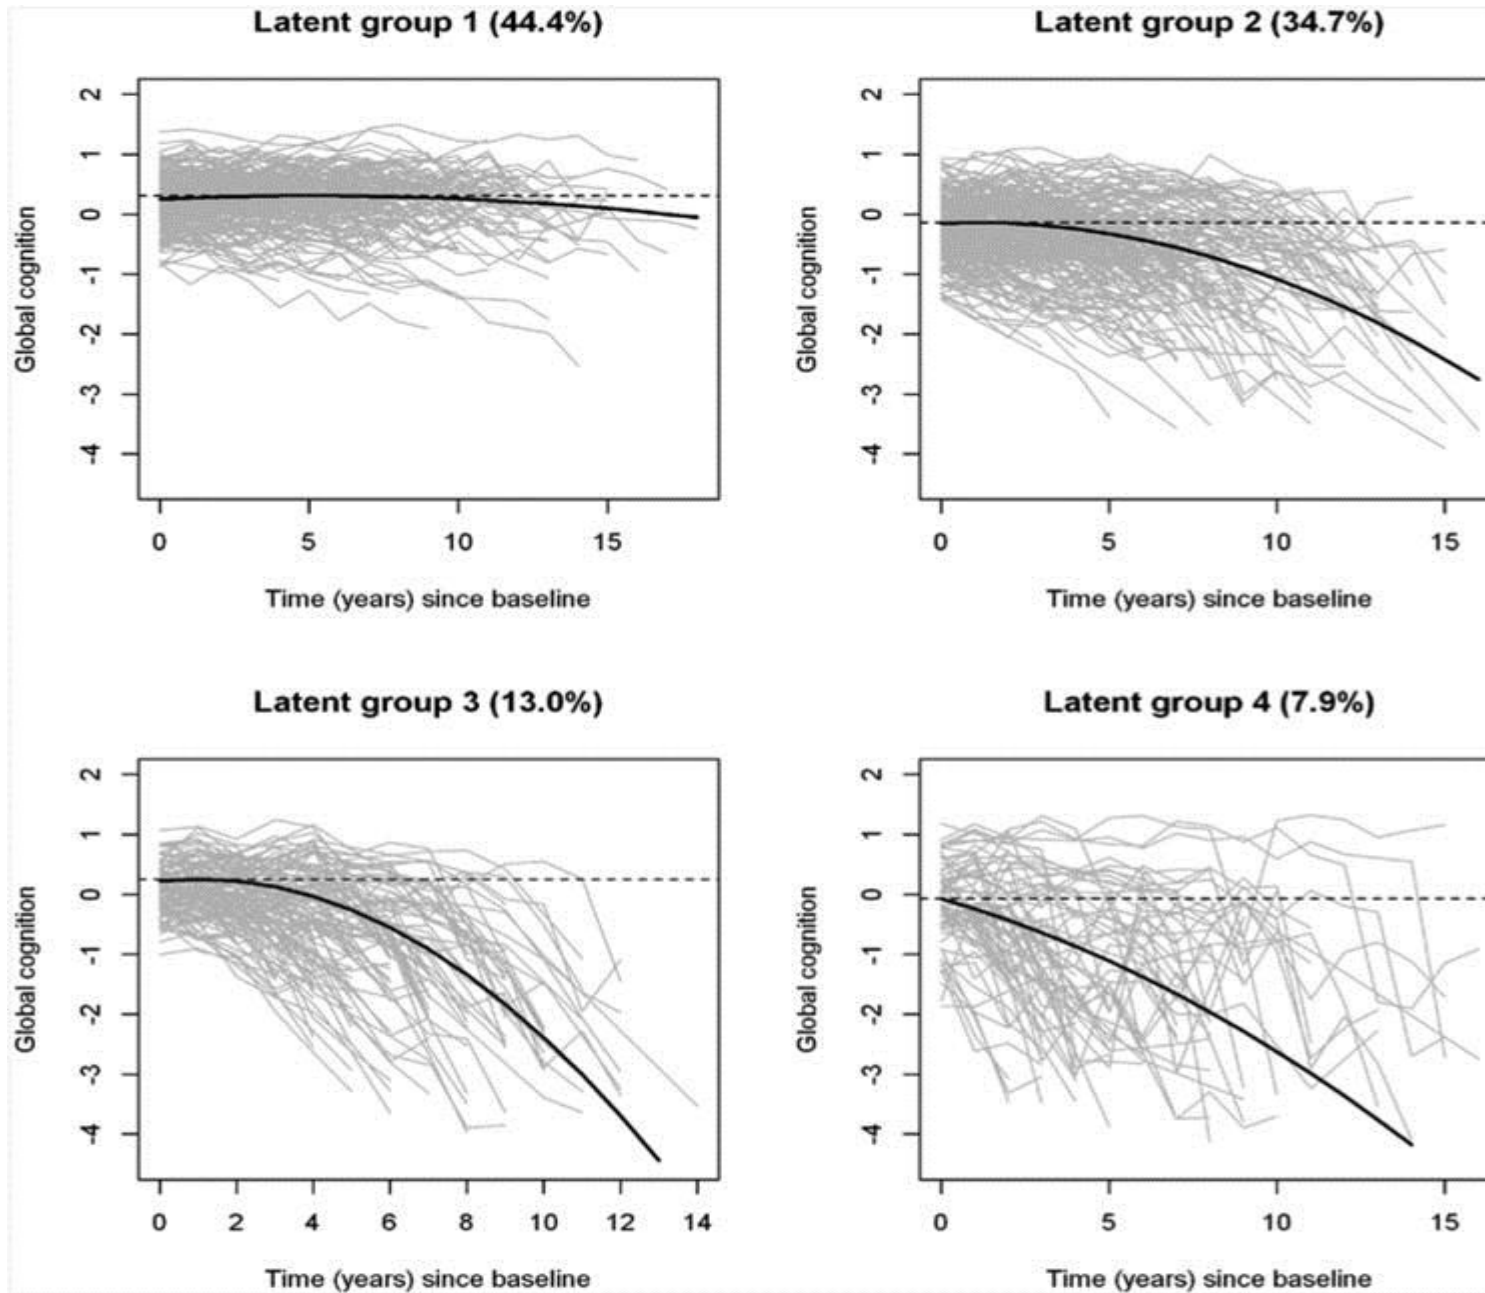 Latent group 1 (44.4%)
Global cognition
2
1
0
-1
-2
-3
-4
0 5 10 15
Time (years) since baseline
Latent group 2 (34.7%)
Global cognition
2
1
0
-1
-2
-3
-4
0 5 10 15
Time (years) since baseline
Latent group 3 (13.0%)
Global cognition
2
1
0
-1
-2
-3
-4
0 2 4 6 8 10 12 14
Time (years) since baseline
Latent group 4 (7.9%)
Global cognition
2
1
0
-1
-2
-3
-4
0 5 10 15
Time (years) since baseline